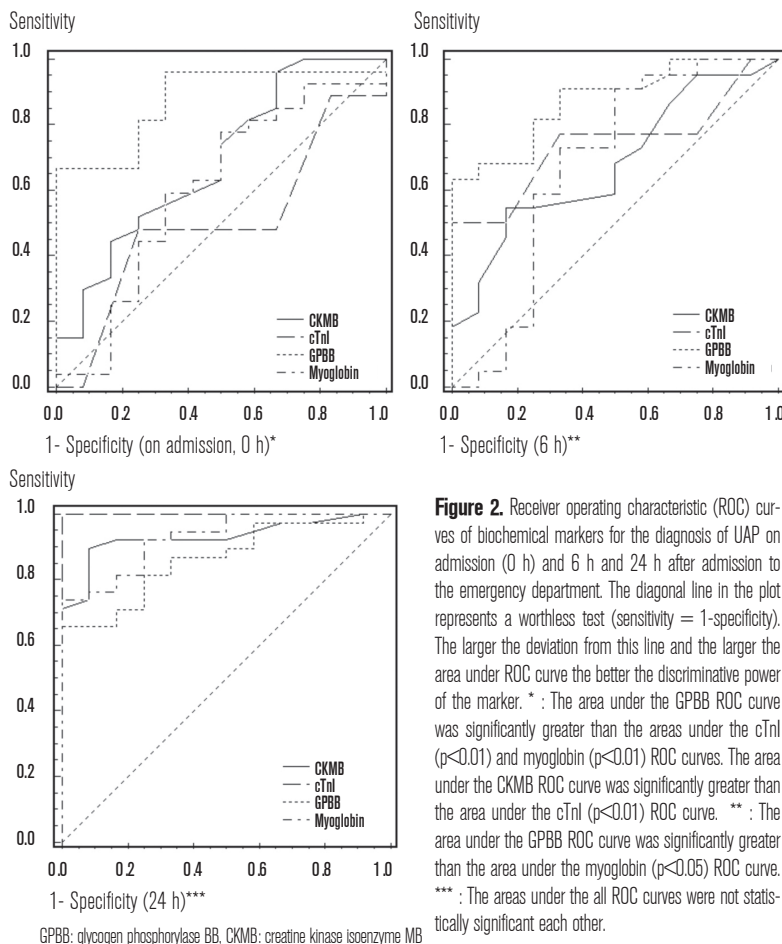 Sensitivity
Sensitivity
1.0
0.8
0.6
0.4
0.2
0.0
CKMB
cTnI
GPBB
Myoglobin
0.0 0.2 0.4 0.6 0.8 1.0
1- Specificity (on admission, 0 h)*
1.0
0.8
0.6
0.4
0.2
0.0
CKMB
cTnI
GPBB
Myoglobin
0.0 0.2 0.4 0.6 0.8 1.0
1- Specificity (6 h)**
Sensitivity
1.0
0.8
0.6
0.4
0.2
0.0
CKMB
cTnI
GPBB
Myoglobin
0.0 0.2 0.4 0.6 0.8 1.0
1- Specificity (24 h)***
GPBB: glycogen phosphorylase BB, CKMB: creatine kinase isoenzyme MB
Figure 2. Receiver operating characteristic (ROC) cur-
ves of biochemical markers for the diagnosis of UAP on
admission (0 h) and 6 h and 24 h after admission to
the emergency department. The diagonal line in the plot
represents a worthless test (sensitivity = 1-specificity).
The larger the deviation from this line and the larger the
area under ROC curve the better the discriminative power
of the marker. * : The area under the GPBB ROC curve
was significantly greater than the areas under the cTnI
(p<0.01) and myoglobin (p<0.01) ROC curves. The area
under the CKMB ROC curve was significantly greater than
the area under the cTnI (p<0.01) ROC curve. ** : The
area under the GPBB ROC curve was significantly greater
than the area under the myoglobin (p<0.05) ROC curve.
*** : The areas under the all ROC curves were not statis-
tically significant each other.